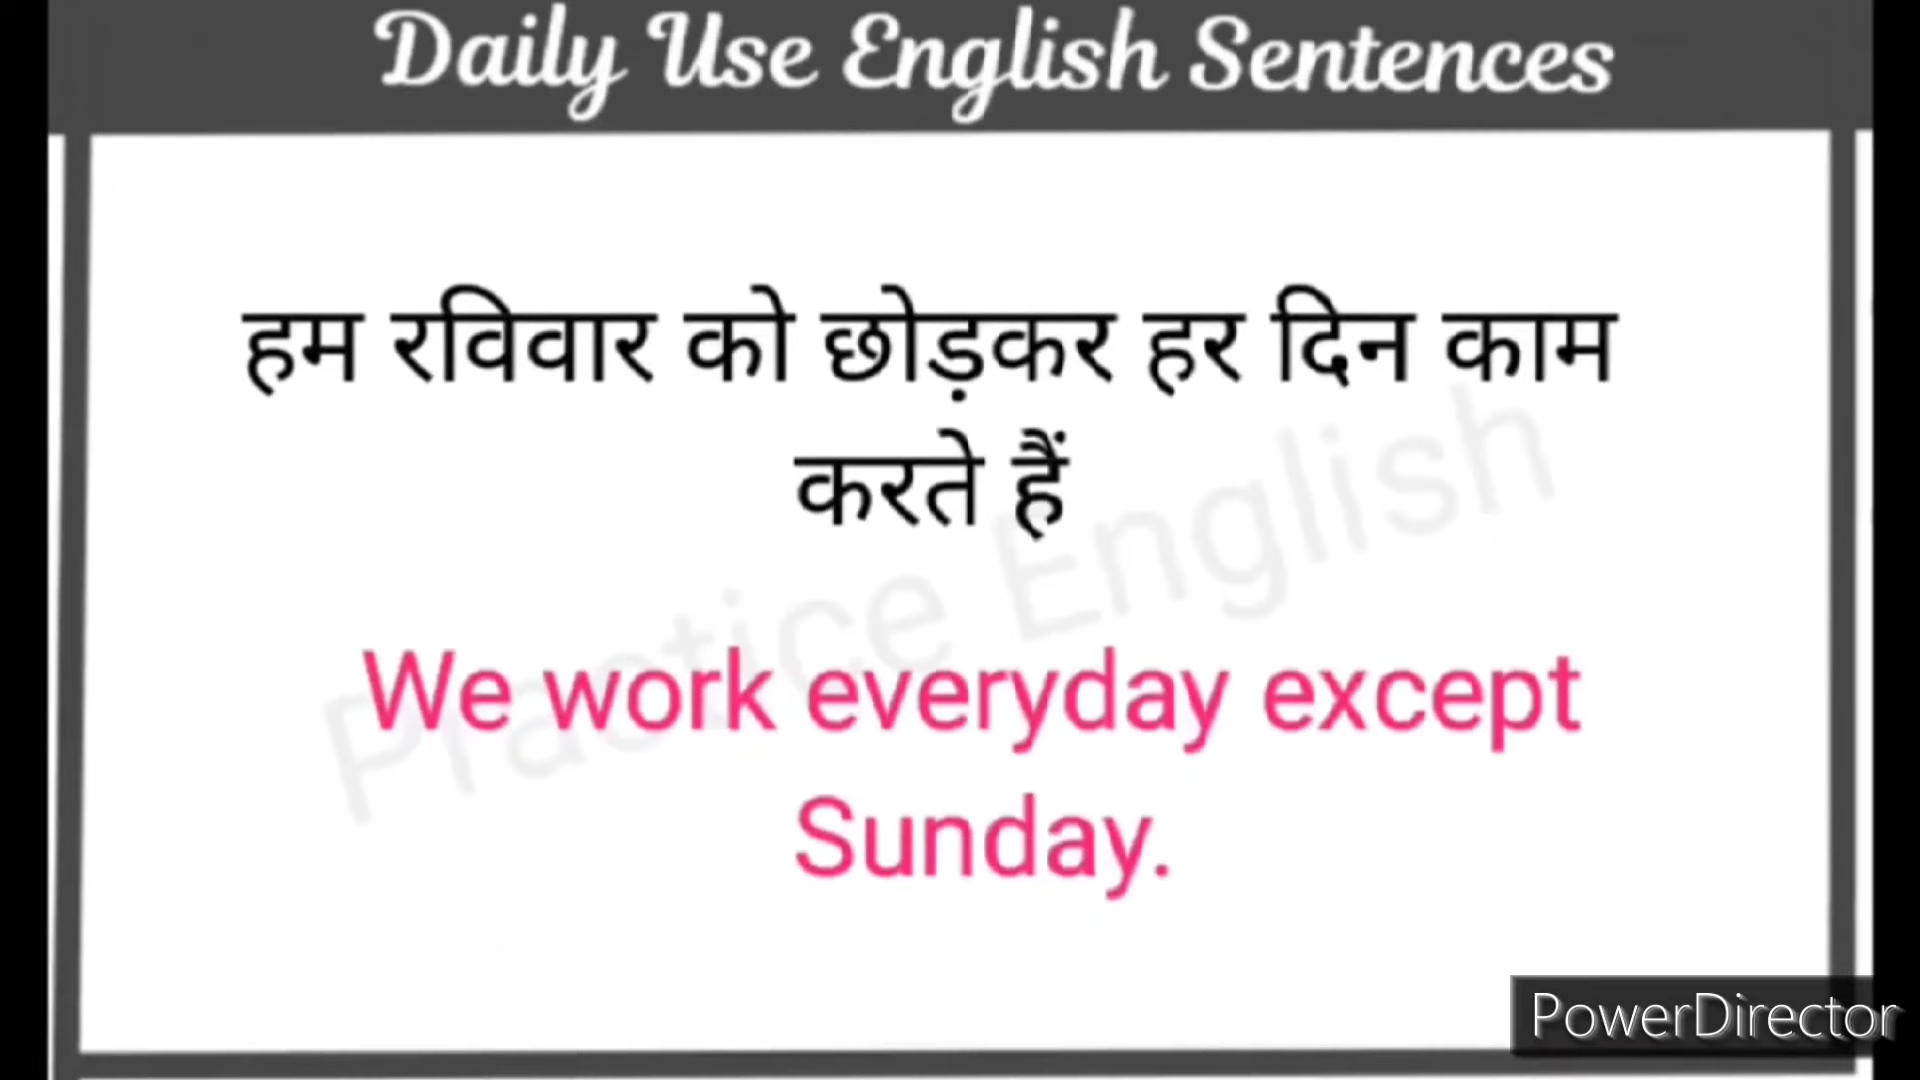 Daily Use English Sentences
हम रविवार को छोड़कर हर दिन काम
करते हैं
Practice English
We work everyday except
Sunday.
PowerDirector